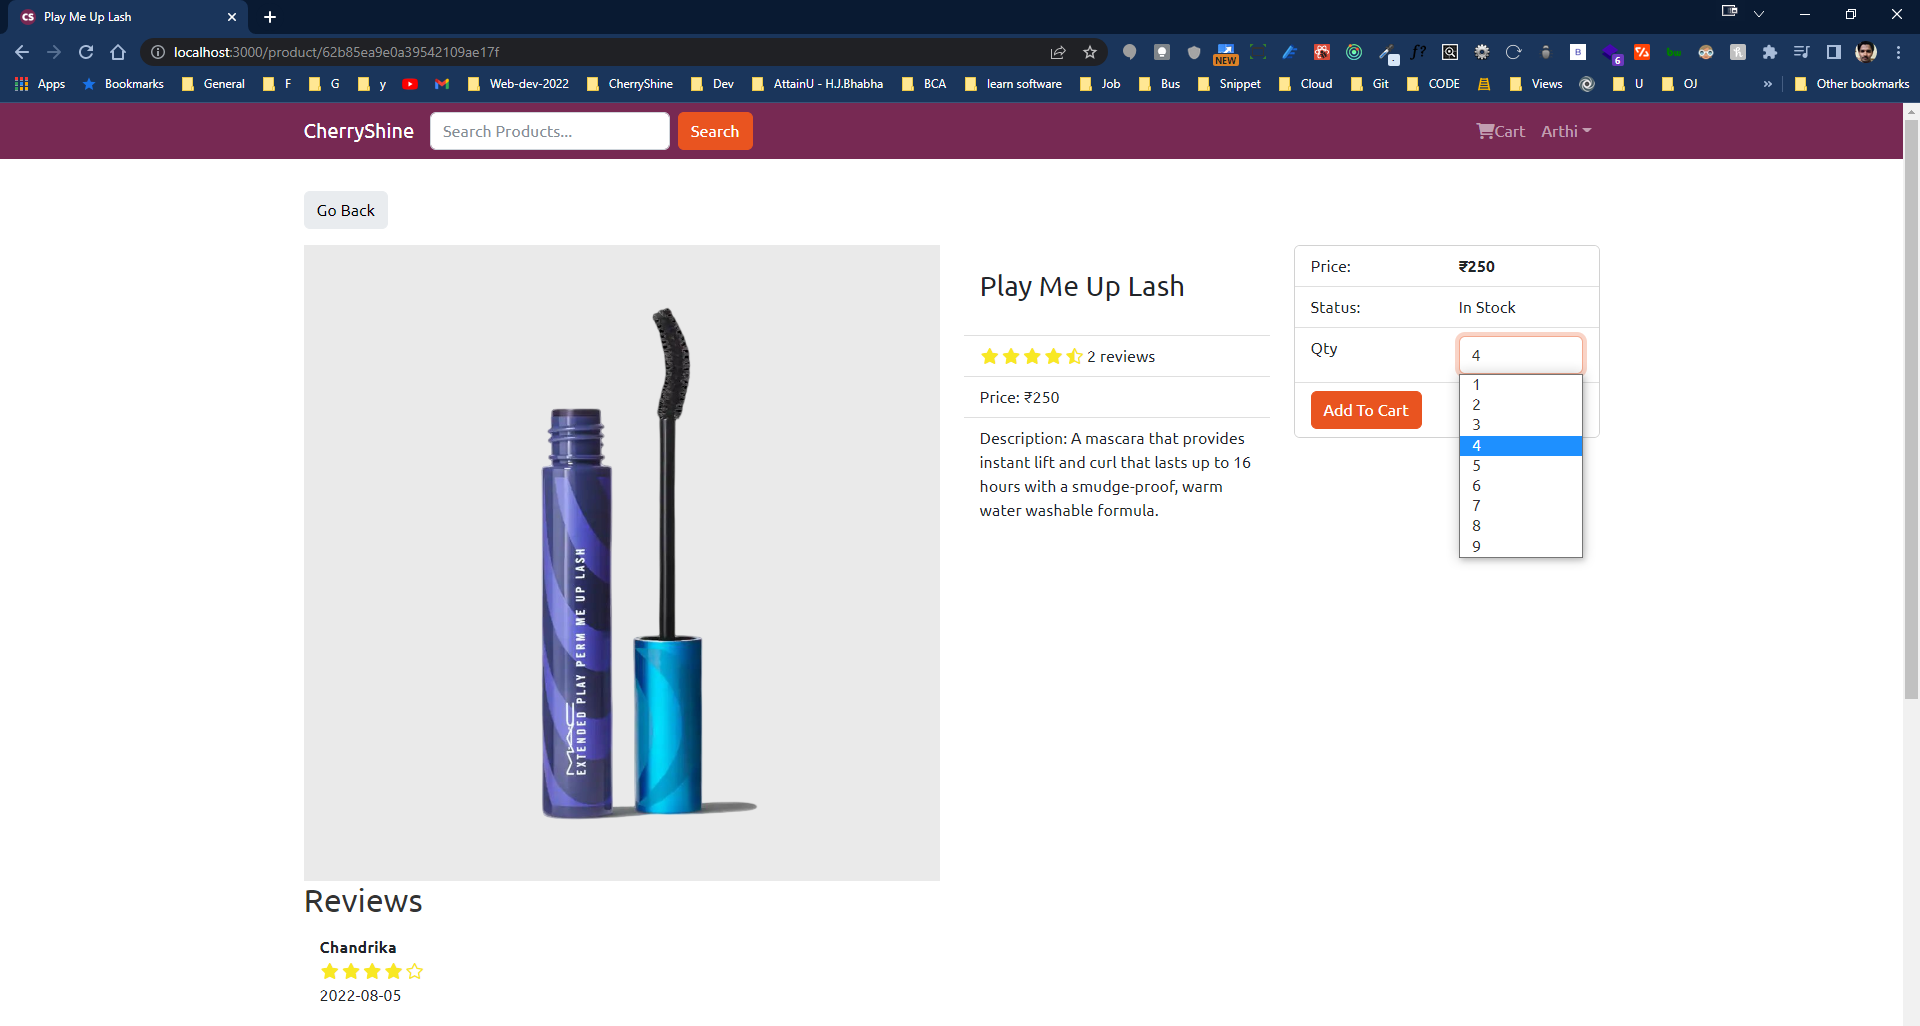 CS Play Me Up Lash
localhost:3000/product/62b85ea9e0a39542109ae17f
NEW
f?
B
6
bw
Apps Bookmarks General F G y Web-dev-2022 CherryShine Dev AttainU - H.J.Bhabha BCA learn software Job Bus Snippet Cloud Git CODE Views U OJ » Other bookmarks
CherryShine Search Products... Search Cart Arthi
Go Back
Play Me Up Lash
2 reviews
Price: ₹250
Description: A mascara that provides
instant lift and curl that lasts up to 16
hours with a smudge-proof, warm
water washable formula.
Price: ₹250
Status: In Stock
Qty 4
1
2
3
4
5
6
7
8
9
Add To Cart
MAC
EXTENDED PLAY PERM ME UP LASH
Reviews
Chandrika
2022-08-05